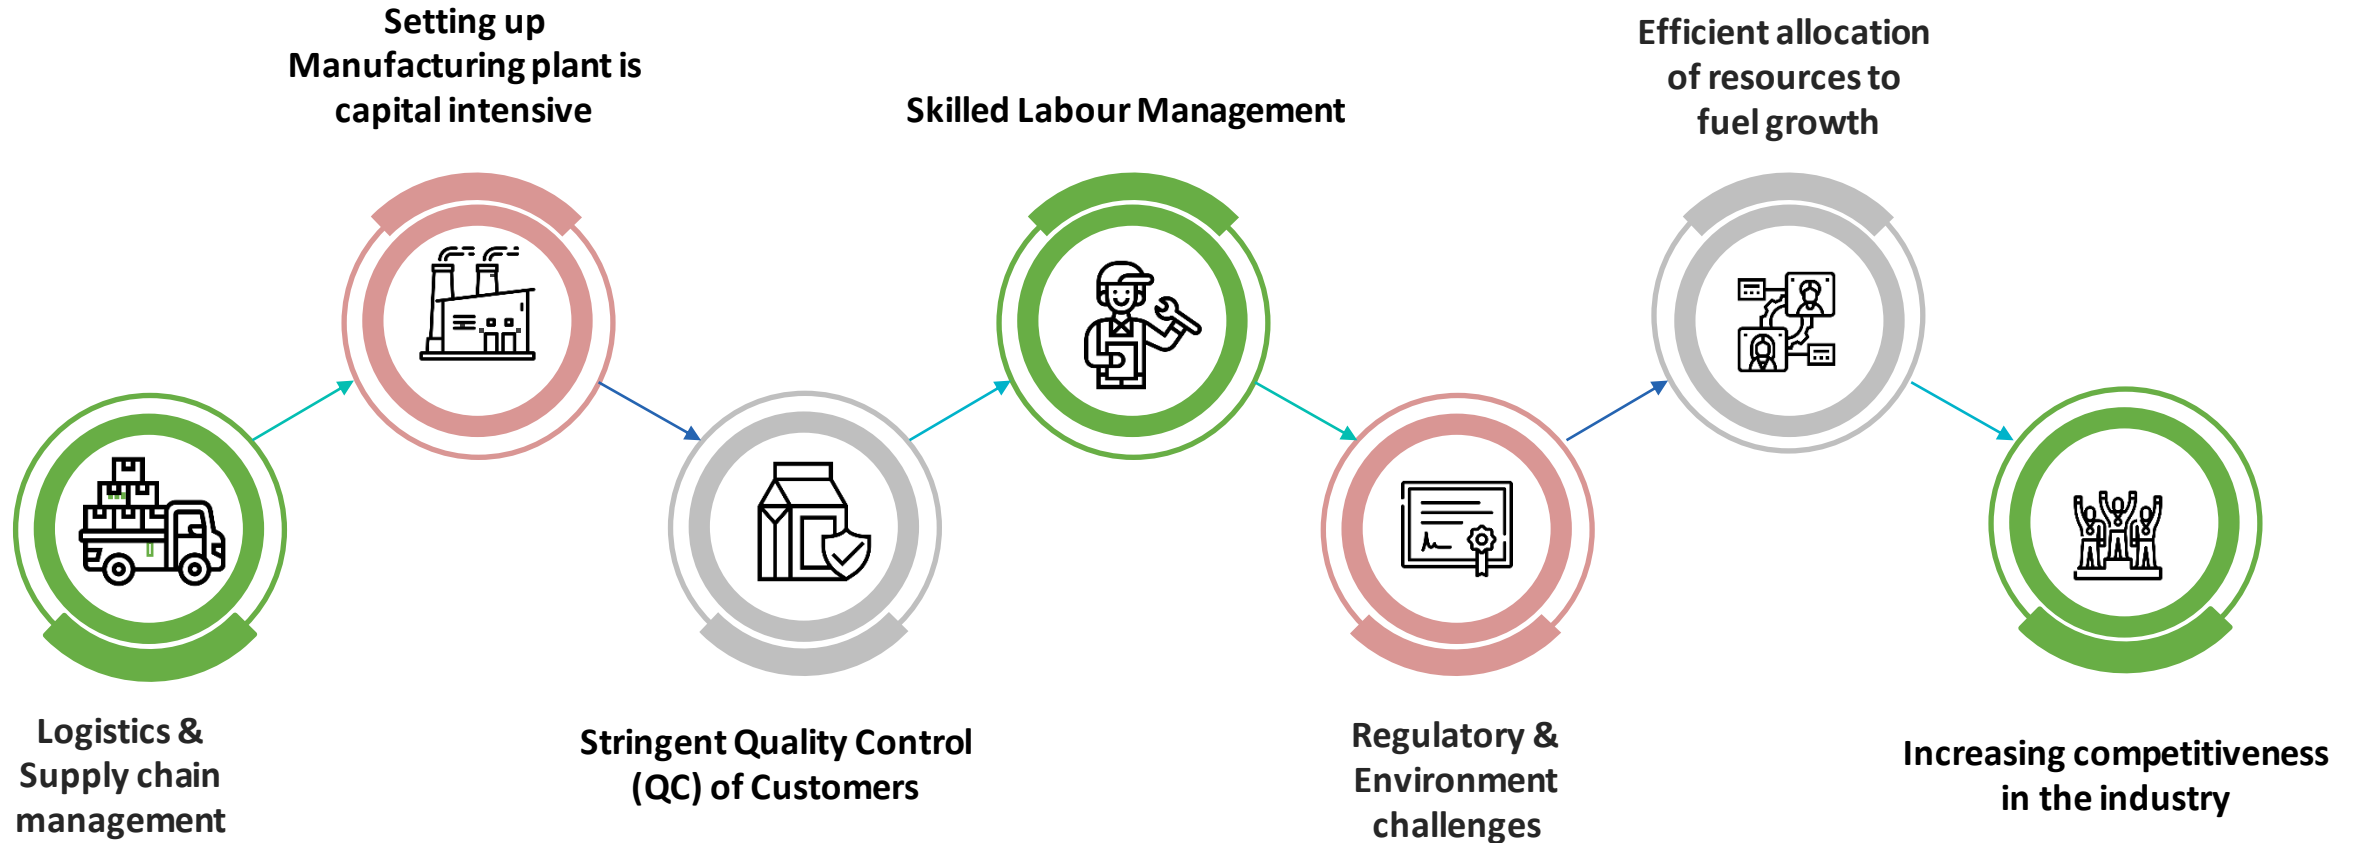 Setting up
Manufacturing plant is
capital intensive
Skilled Labour Management
Efficient allocation
of resources to
fuel growth
Logistics &
Supply chain
management
Stringent Quality Control
(QC) of Customers
Regulatory &
Environment
challenges
Increasing competitiveness
in the industry